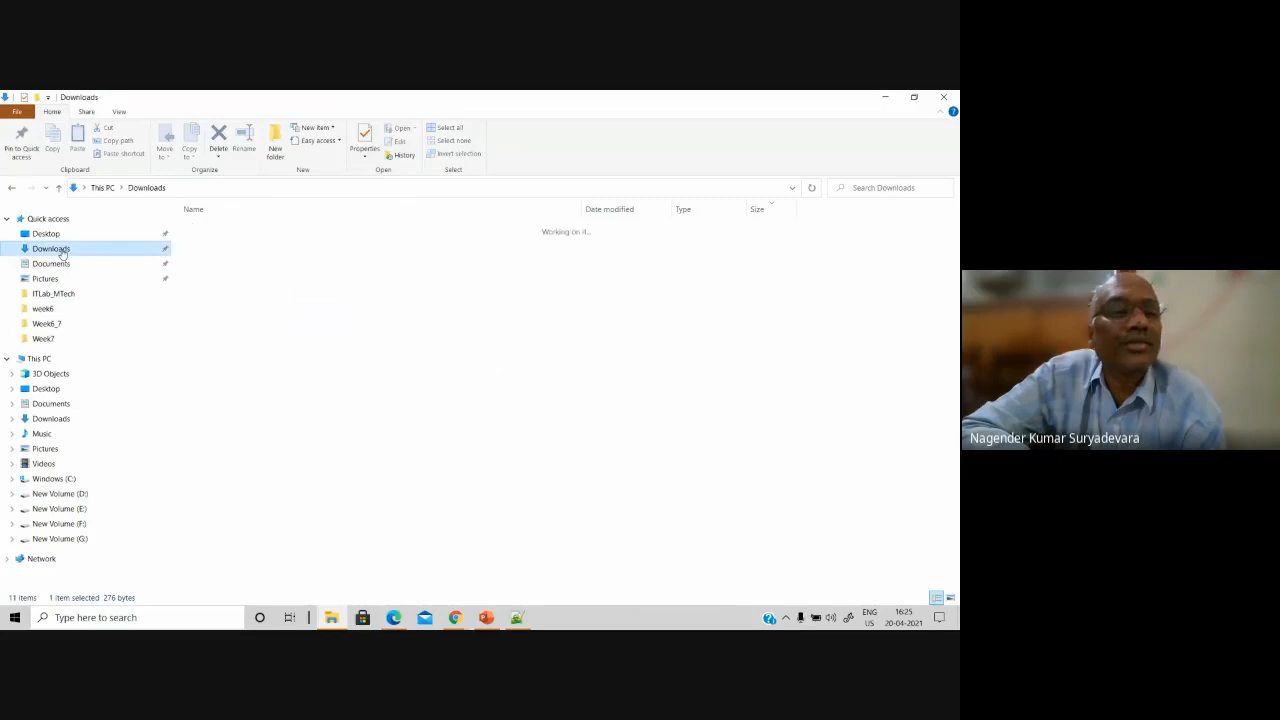 Downloads
File Home Share View
Pin to Quick access
Copy
Paste
Cut
Copy path
Paste shortcut
Clipboard
Move to
Copy to
Delete
Rename
Organize
New folder
New item
Easy access
New
Properties
Open
Edit
History
Open
Select all
Select none
Invert selection
Select
This PC > Downloads
Search Downloads
Name Date modified Type Size
Working on it...
Quick access
Desktop
Downloads
Documents
Pictures
ITLab_MTech
week6
Week6_7
Week7
This PC
3D Objects
Desktop
Documents
Downloads
Music
Pictures
Videos
Windows (C:)
New Volume (D:)
New Volume (E:)
New Volume (F:)
New Volume (G:)
Network
11 items 1 item selected 276 bytes
Type here to search
ENG
US
16:25
20-04-2021
Nagender Kumar Suryadevara